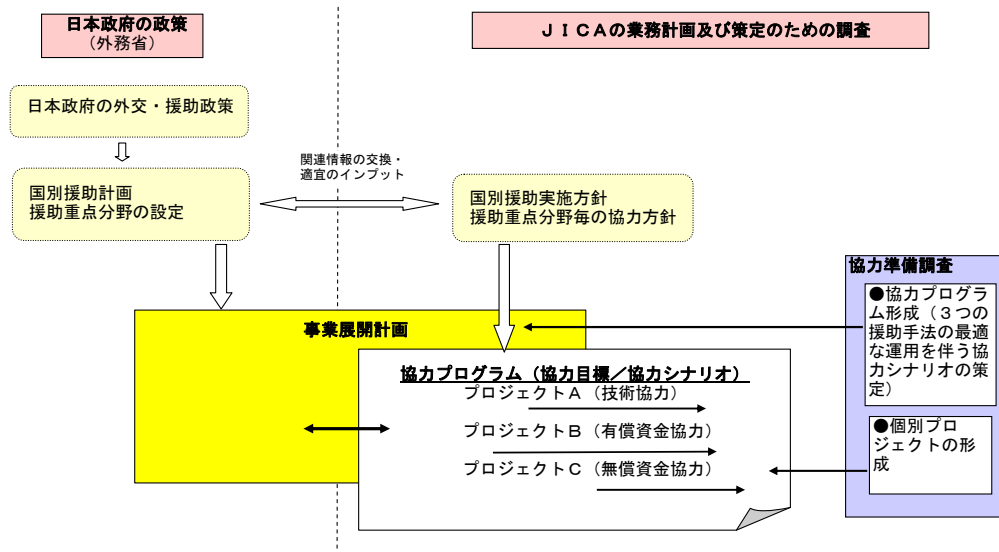 日本政府の政策
(外務省)
ＪＩＣＡの業務計画及び策定のための調査
日本政府の外交・援助政策
関連情報の交換・
適宜のインプット
国別援助計画
援助重点分野の設定
国別援助実施方針
援助重点分野毎の協力方針
協力準備調査
●協力プログラ
ム形成（３つの
援助手法の最適
な運用を伴う協
力シナリオの策
定）
事業展開計画
協力プログラム（協力目標／協力シナリオ）
プロジェクトＡ（技術協力）
プロジェクトＢ（有償資金協力）
プロジェクトＣ（無償資金協力）
●個別プロ
ジェクトの形
成